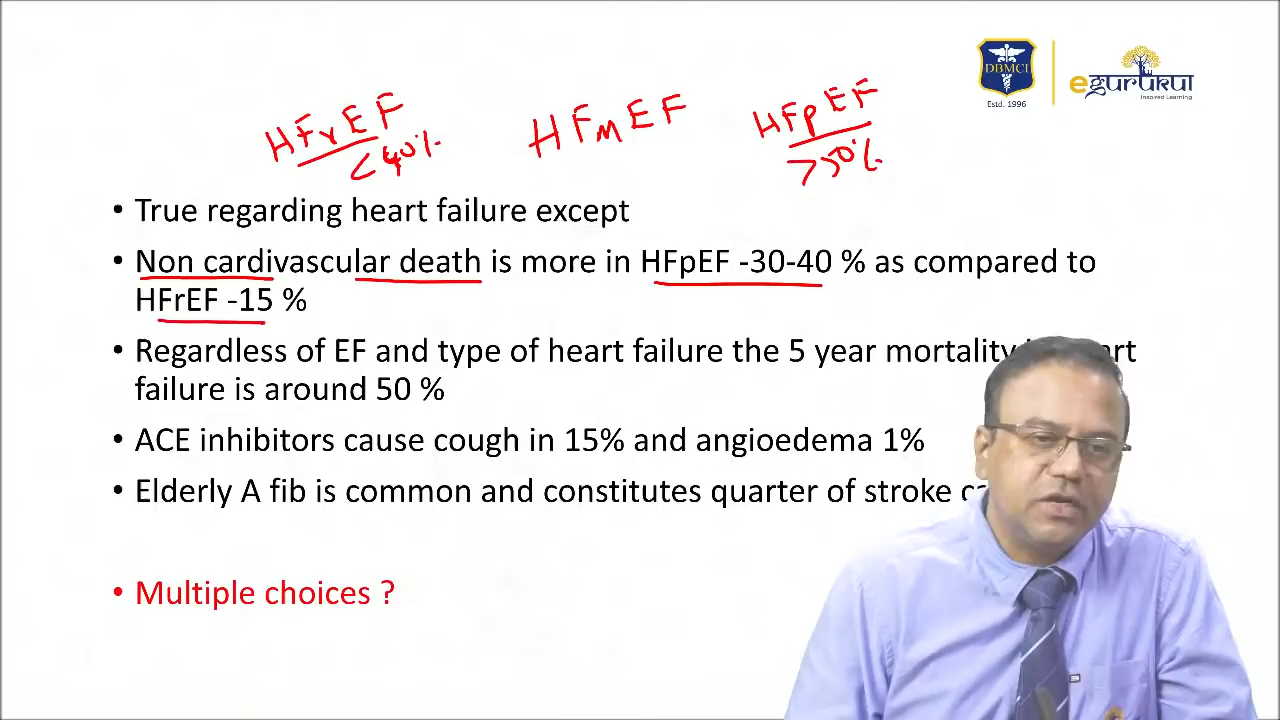 DBMCI
Estd. 1996
egurukul
Inspired Learning
HFrEF HFmEF HFpEF
<40% >50%
• True regarding heart failure except
• Non cardivascular death is more in HFpEF -30-40 % as compared to
HFrEF -15 %
• Regardless of EF and type of heart failure the 5 year mortality
failure is around 50 %
• ACE inhibitors cause cough in 15% and angioedema 1%
• Elderly A fib is common and constitutes quarter of stroke
• Multiple choices ?